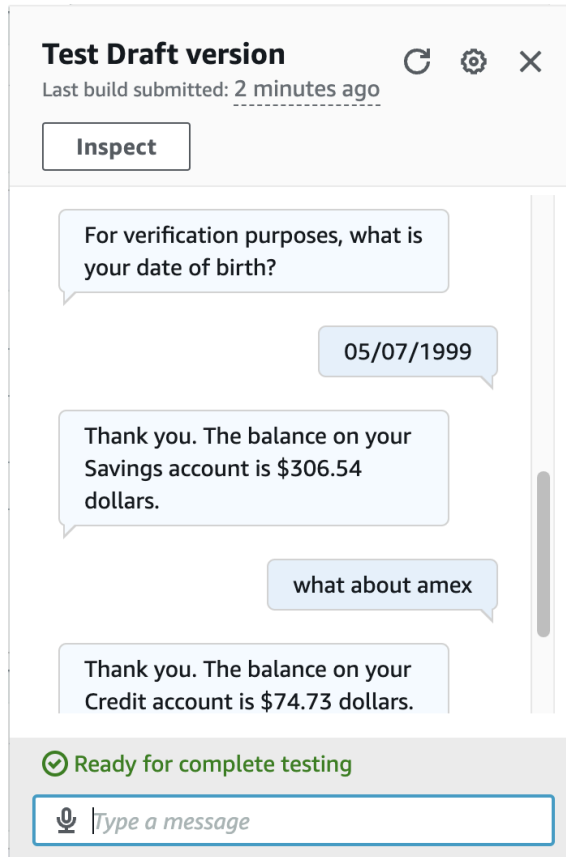 Test Draft version
Last build submitted: 2 minutes ago
Inspect
For verification purposes, what is
your date of birth?
05/07/1999
Thank you. The balance on your
Savings account is $306.54
dollars.
what about amex
Thank you. The balance on your
Credit account is $74.73 dollars.
Ready for complete testing
Type a message